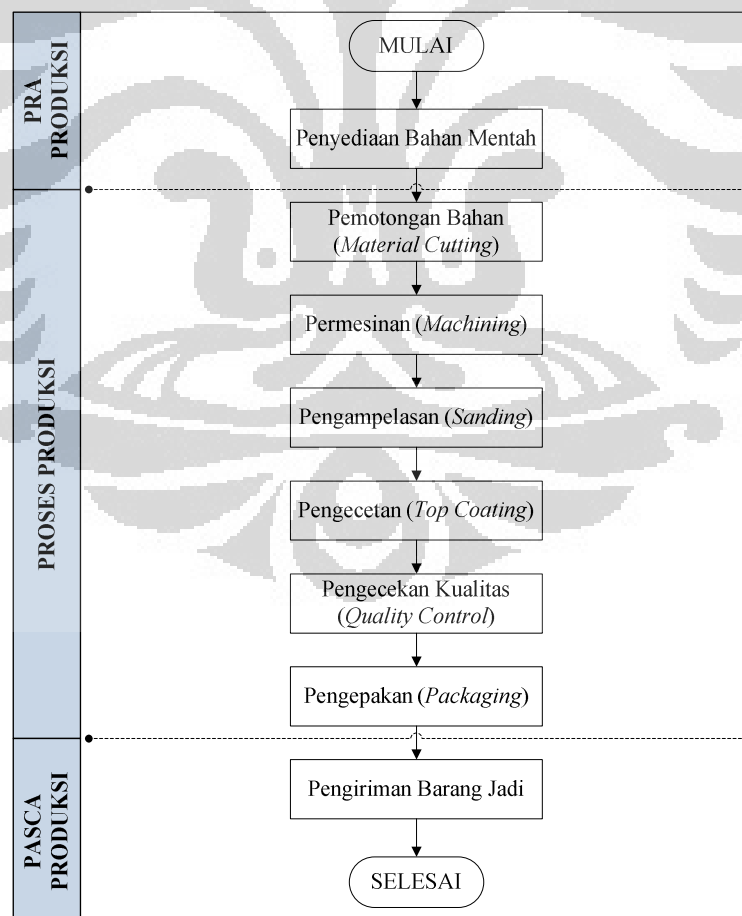 PRA
PRODUKSI
MULAI
Penyediaan Bahan Mentah
PROSES PRODUKSI
Pemotongan Bahan
(Material Cutting)
Permesinan (Machining)
Pengampelasan (Sanding)
Pengecetan (Top Coating)
Pengecekan Kualitas
(Quality Control)
Pengepakan (Packaging)
PASCA
PRODUKSI
Pengiriman Barang Jadi
SELESAI